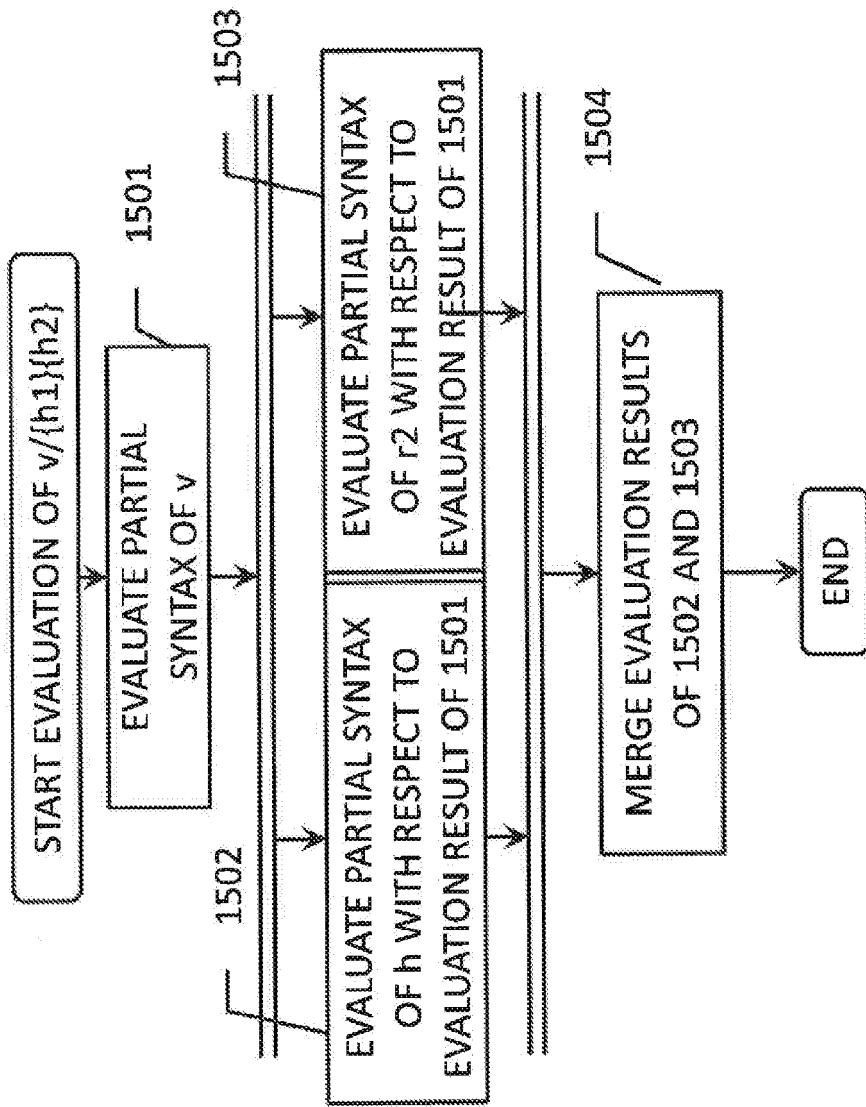 START EVALUATION OF v/{h1}{h2}
1501
EVALUATE PARTIAL
SYNTAX OF v
1502
EVALUATE PARTIAL SYNTAX
OF h WITH RESPECT TO
EVALUATION RESULT OF 1501
1503
EVALUATE PARTIAL SYNTAX
OF r2 WITH RESPECT TO
EVALUATION RESULT OF 1501
1504
MERGE EVALUATION RESULTS
OF 1502 AND 1503
END